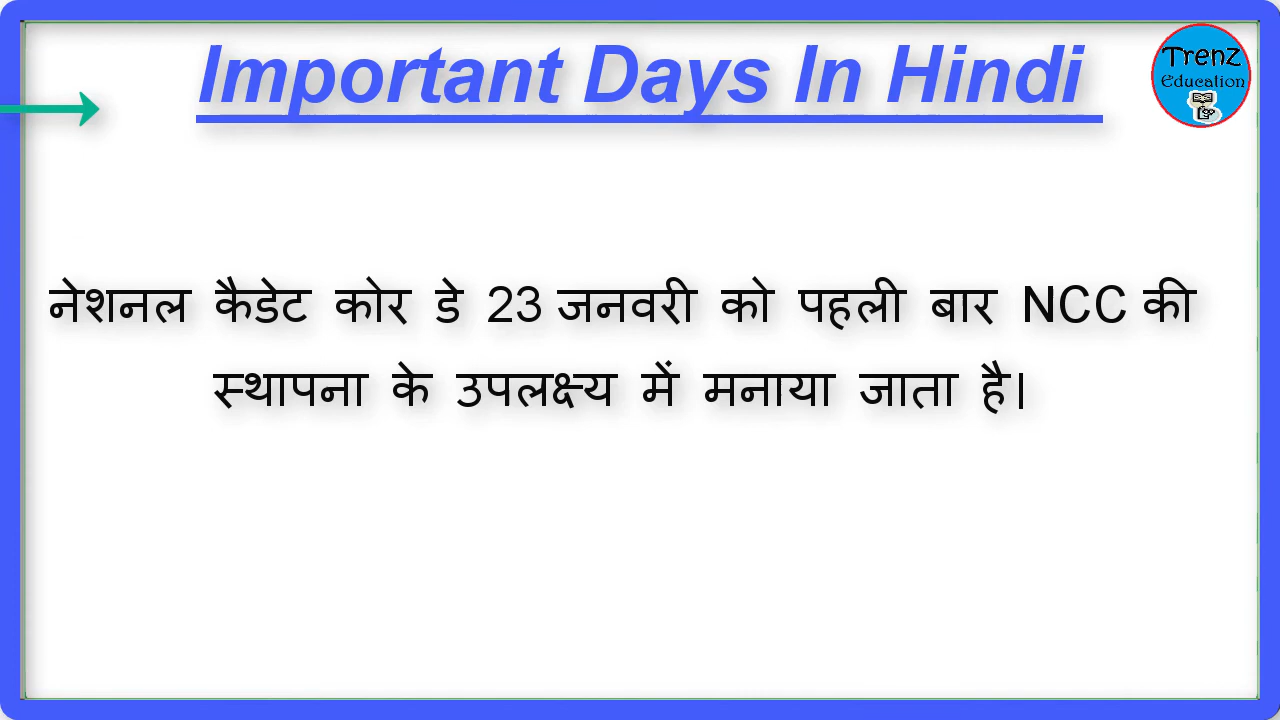 Important Days In Hindi
Trenz
Education
नेशनल कैडेट कोर डे 23 जनवरी को पहली बार NCC की
स्थापना के उपलक्ष्य में मनाया जाता है।